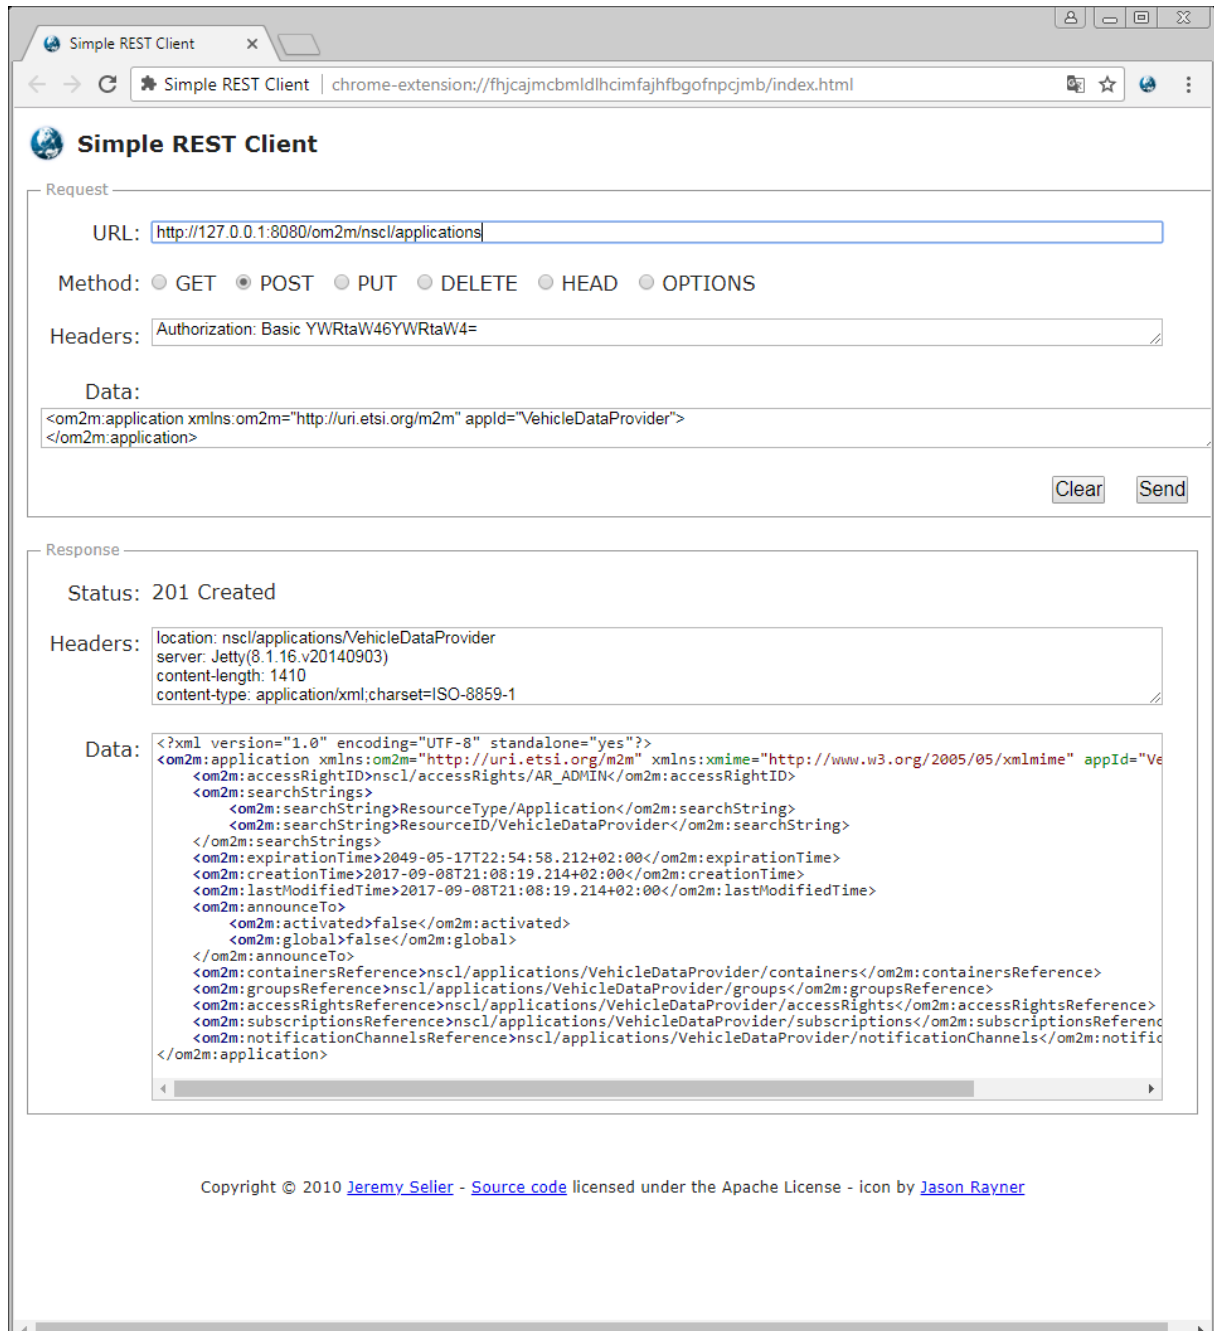 Simple REST Client
Simple REST Client chrome-extension://fhjcajmcbmldlhcimfajhfbgofnpcjmb/index.html
Simple REST Client
Request
URL: http://127.0.0.1:8080/om2m/nscl/applications
Method: GET POST PUT DELETE HEAD OPTIONS
Headers: Authorization: Basic YWRtaW46YWRtaW4=
Data:
<om2m:application xmlns:om2m="http://uri.etsi.org/m2m" appId="VehicleDataProvider">
</om2m:application>
Clear Send
Response
Status: 201 Created
Headers: location: nscl/applications/VehicleDataProvider
server: Jetty(8.1.16.v20140903)
content-length: 1410
content-type: application/xml;charset=ISO-8859-1
Data: <?xml version="1.0" encoding="UTF-8" standalone="yes"?>
<om2m:application xmlns:om2m="http://uri.etsi.org/m2m" xmlns:xmime="http://www.w3.org/2005/05/xmlmime" appId="Ve
<om2m:accessRightID>nscl/accessRights/AR_ADMIN</om2m:accessRightID>
<om2m:searchStrings>
<om2m:searchString>ResourceType/Application</om2m:searchString>
<om2m:searchString>ResourceID/VehicleDataProvider</om2m:searchString>
</om2m:searchStrings>
<om2m:expirationTime>2049-05-17T22:54:58.212+02:00</om2m:expirationTime>
<om2m:creationTime>2017-09-08T21:08:19.214+02:00</om2m:creationTime>
<om2m:lastModifiedTime>2017-09-08T21:08:19.214+02:00</om2m:lastModifiedTime>
<om2m:announceTo>
<om2m:activated>false</om2m:activated>
<om2m:global>false</om2m:global>
</om2m:announceTo>
<om2m:containersReference>nscl/applications/VehicleDataProvider/containers</om2m:containersReference>
<om2m:groupsReference>nscl/applications/VehicleDataProvider/groups</om2m:groupsReference>
<om2m:accessRightsReference>nscl/applications/VehicleDataProvider/accessRights</om2m:accessRightsReference>
<om2m:subscriptionsReference>nscl/applications/VehicleDataProvider/subscriptions</om2m:subscriptionsReferenc
<om2m:notificationChannelsReference>nscl/applications/VehicleDataProvider/notificationChannels</om2m:notific
</om2m:application>
Copyright © 2010 Jeremy Selier - Source code licensed under the Apache License - icon by Jason Rayner